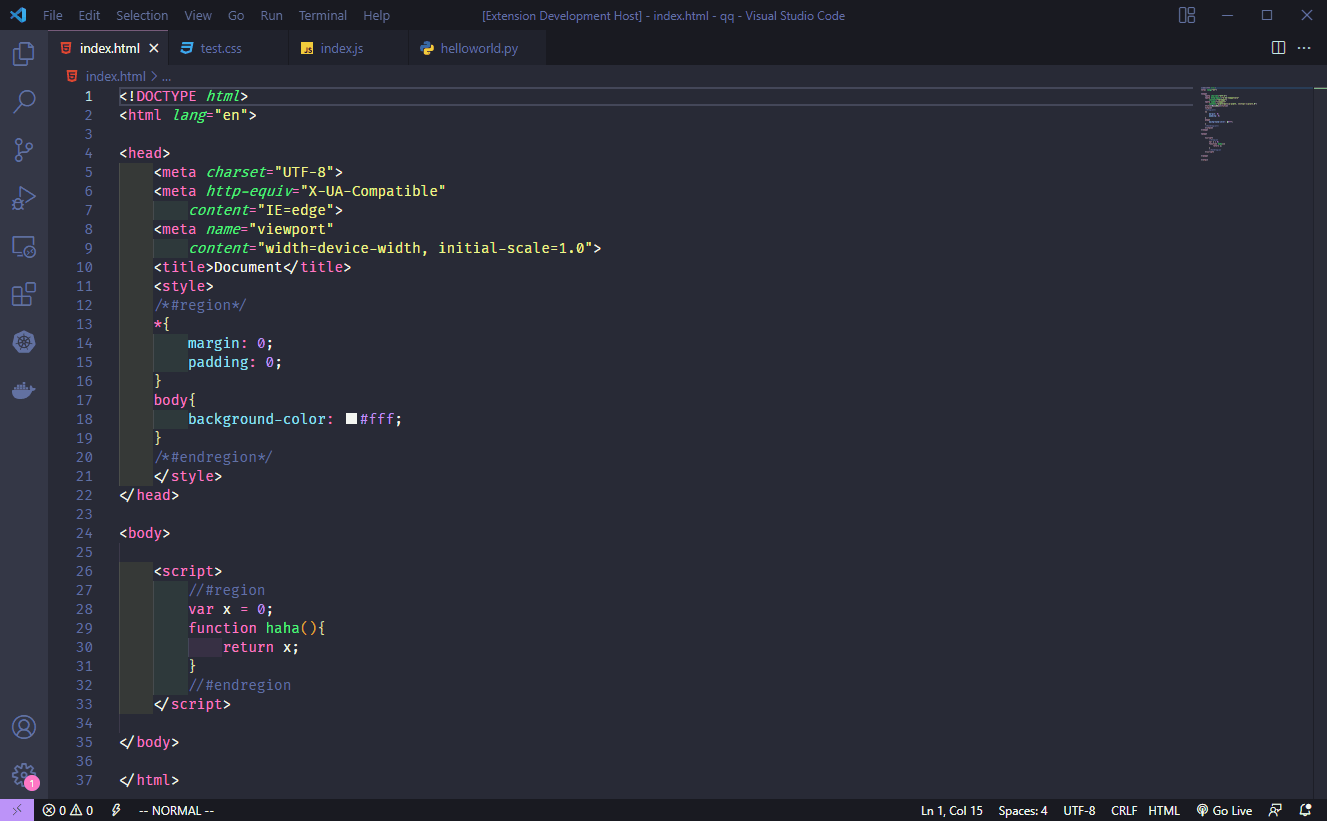 File Edit Selection View Go Run Terminal Help [Extension Development Host] - index.html - qq - Visual Studio Code
index.html test.css index.js helloworld.py
index.html > ...
1 <!DOCTYPE html>
2 <html lang="en">
3
4 <head>
5 <meta charset="UTF-8">
6 <meta http-equiv="X-UA-Compatible"
7 content="IE=edge">
8 <meta name="viewport"
9 content="width=device-width, initial-scale=1.0">
10 <title>Document</title>
11 <style>
12 /*#region*/
13 *{
14 margin: 0;
15 padding: 0;
16 }
17 body{
18 background-color: #fff;
19 }
20 /*#endregion*/
21 </style>
22 </head>
23
24 <body>
25
26 <script>
27 //#region
28 var x = 0;
29 function haha(){
30 return x;
31 }
32 //#endregion
33 </script>
34
35 </body>
36
37 </html>
1
0 0 -- NORMAL -- Ln 1, Col 15 Spaces: 4 UTF-8 CRLF HTML Go Live